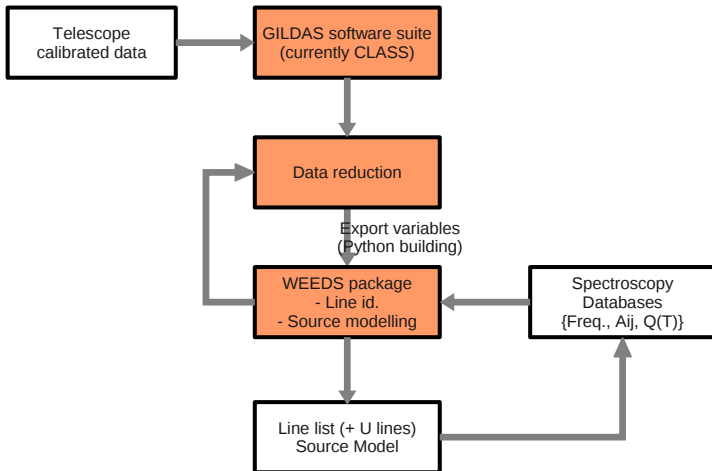 Telescope
calibrated data
GILDAS software suite
(currently CLASS)
Data reduction
Export variables
(Python building)
WEEDS package
- Line id.
- Source modelling
Spectroscopy
Databases
{Freq., Aij, Q(T)}
Line list (+ U lines)
Source Model